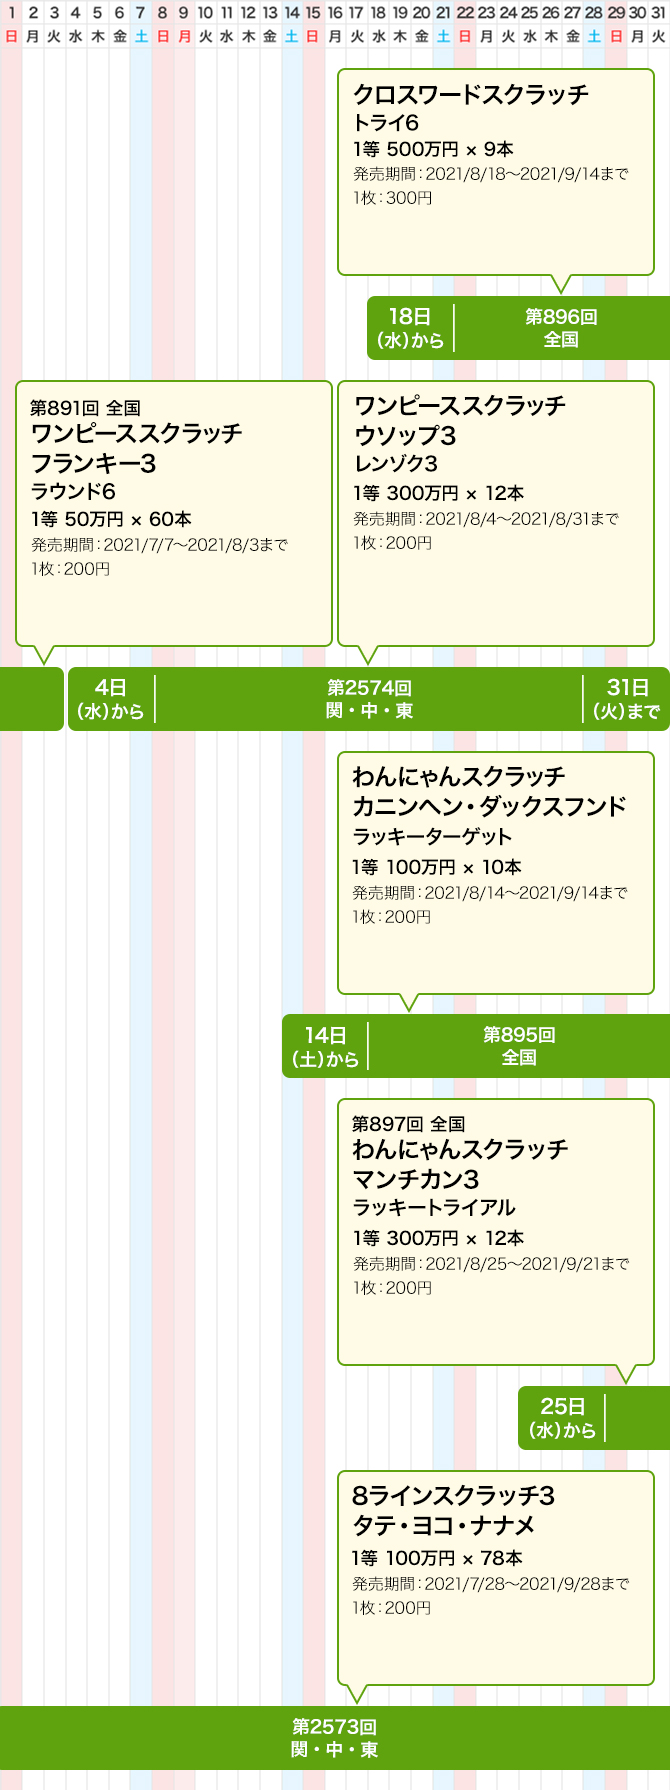 1 2 3 4 5 6 7 8 9 10 11 12 13 14 15 16 17 18 19 20 21 22 23 24 25 26 27 28 29 30 31
日 月 火 水 木 金 土 日 月 火 水 木 金 土 日 月 火 水 木 金 土 日 月 火 水 木 金 土 日 月 火
クロスワードスクラッチ
トライ6
1等 500万円 × 9本
発売期間：2021/8/18～2021/9/14まで
1枚：300円
18日
（水）から
第896回
全国
第891回 全国
ワンピーススクラッチ
フランキー3
ラウンド6
1等 50万円 × 60本
発売期間：2021/7/7～2021/8/3まで
1枚：200円
ワンピーススクラッチ
ウソップ3
レンゾク3
1等 300万円 × 12本
発売期間：2021/8/4～2021/8/31まで
1枚：200円
4日
（水）から
第2574回
関・中・東
31日
（火）まで
わんにゃんスクラッチ
カニンヘン・ダックスフンド
ラッキーターゲット
1等 100万円 × 10本
発売期間：2021/8/14～2021/9/14まで
1枚：200円
14日
（土）から
第895回
全国
第897回 全国
わんにゃんスクラッチ
マンチカン3
ラッキートライアル
1等 300万円 × 12本
発売期間：2021/8/25～2021/9/21まで
1枚：200円
25日
（水）から
8ラインスクラッチ3
タテ・ヨコ・ナナメ
1等 100万円 × 78本
発売期間：2021/7/28～2021/9/28まで
1枚：200円
第2573回
関・中・東